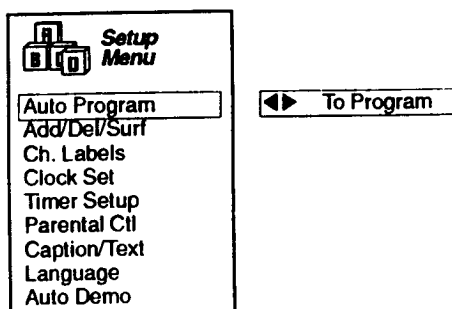 A
B C D
Setup
Menu
Auto Program
◀▶ To Program
Add/Del/Surf
Ch. Labels
Clock Set
Timer Setup
Parental Ctl
Caption/Text
Language
Auto Demo